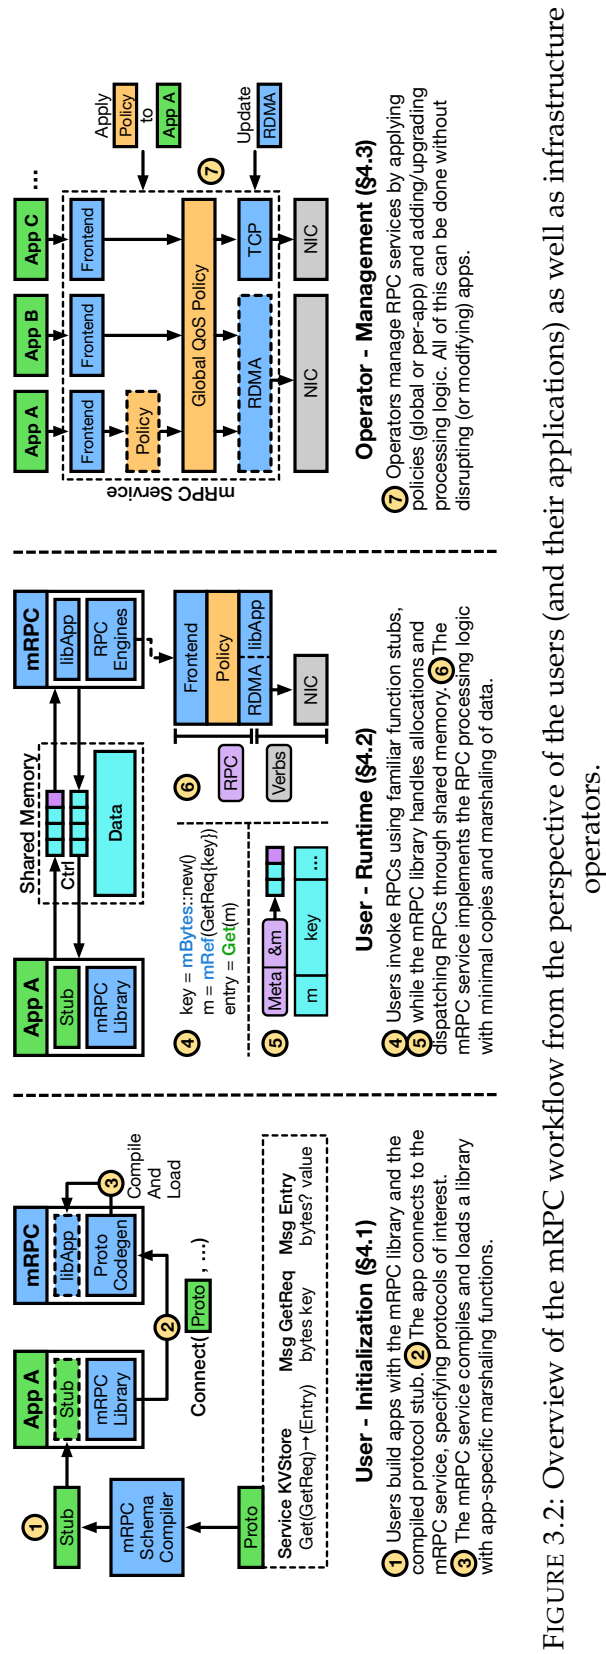 1
Stub
mRPC
Schema
Compiler
Proto
App A
Stub
mRPC
Library
2
Connect( Proto , ...)
mRPC
libApp
Proto
Codegen
3
Compile
And
Load
Service KVStore
Get(GetReq)→(Entry)
Msg GetReq
bytes key
Msg Entry
bytes? value
User - Initialization (§4.1)
1 Users build apps with the mRPC library and the
compiled protocol stub. 2 The app connects to the
mRPC service, specifying protocols of interest.
3 The mRPC service compiles and loads a library
with app-specific marshaling functions.
App A
Stub
mRPC
Library
Shared Memory
Ctrl
Data
mRPC
libApp
RPC
Engines
4
key = mBytes::new()
m = mRef(GetReq{key})
entry = Get(m)
5
Meta &m
m key ...
6
RPC
Verbs
Frontend
Policy
RDMA libApp
NIC
User - Runtime (§4.2)
4 Users invoke RPCs using familiar function stubs,
5 while the mRPC library handles allocations and
dispatching RPCs through shared memory. 6 The
mRPC service implements the RPC processing logic
with minimal copies and marshaling of data.
App A App B App C ...
mRPC Service
Frontend Frontend Frontend
Policy
Global QoS Policy
RDMA TCP
NIC NIC
Apply
Policy
to
App A
7
Update
RDMA
Operator - Management (§4.3)
7 Operators manage RPC services by applying
policies (global or per-app) and adding/upgrading
processing logic. All of this can be done without
disrupting (or modifying) apps.
FIGURE 3.2: Overview of the mRPC workflow from the perspective of the users (and their applications) as well as infrastructure
operators.